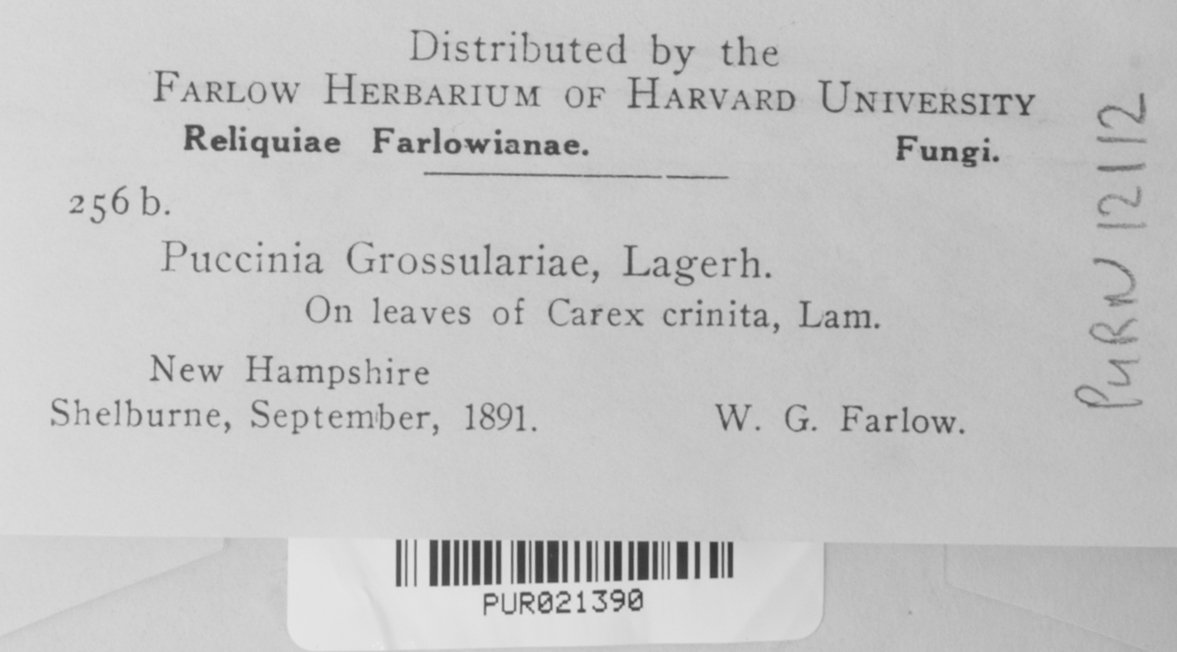 Distributed by the
FARLOW HERBARIUM OF HARVARD UNIVERSITY
Reliquiae Farlowianae. Fungi.
256 b.
Puccinia Grossulariae, Lagerh.
On leaves of Carex crinita, Lam.
New Hampshire
Shelburne, September, 1891. W. G. Farlow.
PURN 12112
PUR021390